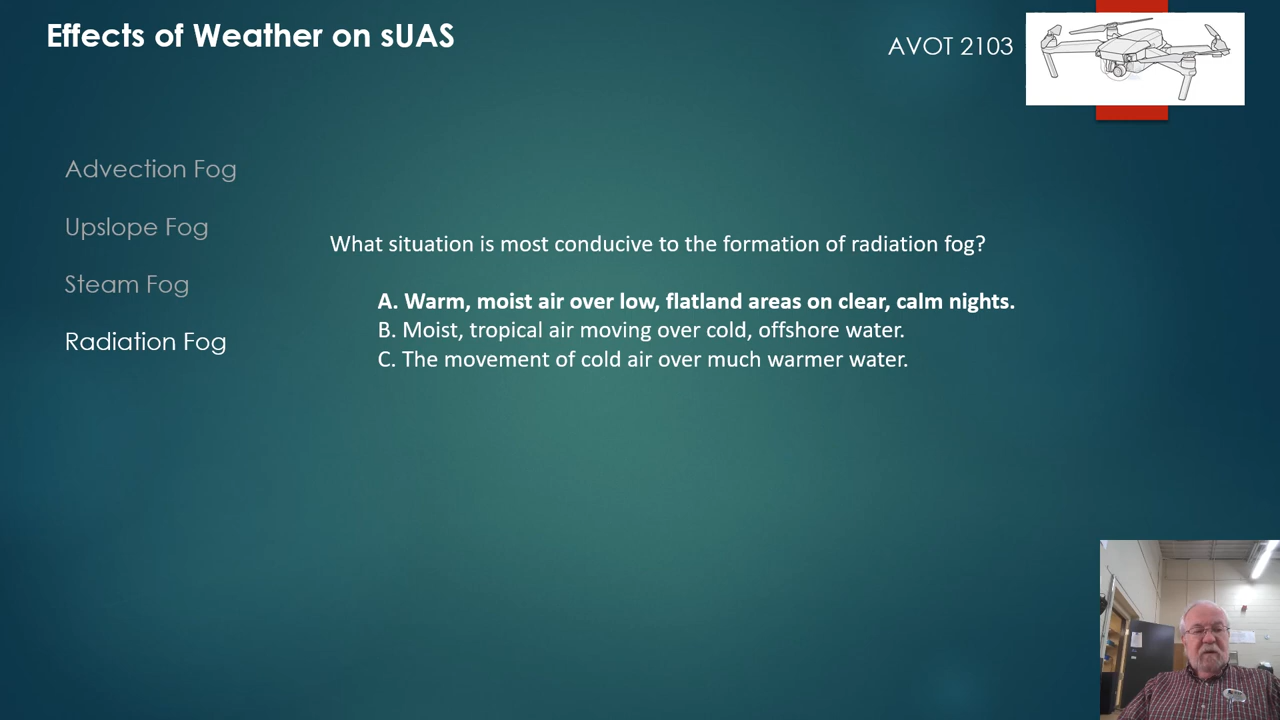 Effects of Weather on sUAS
AVOT 2103
Advection Fog
Upslope Fog
Steam Fog
Radiation Fog
What situation is most conducive to the formation of radiation fog?
A. Warm, moist air over low, flatland areas on clear, calm nights.
B. Moist, tropical air moving over cold, offshore water.
C. The movement of cold air over much warmer water.